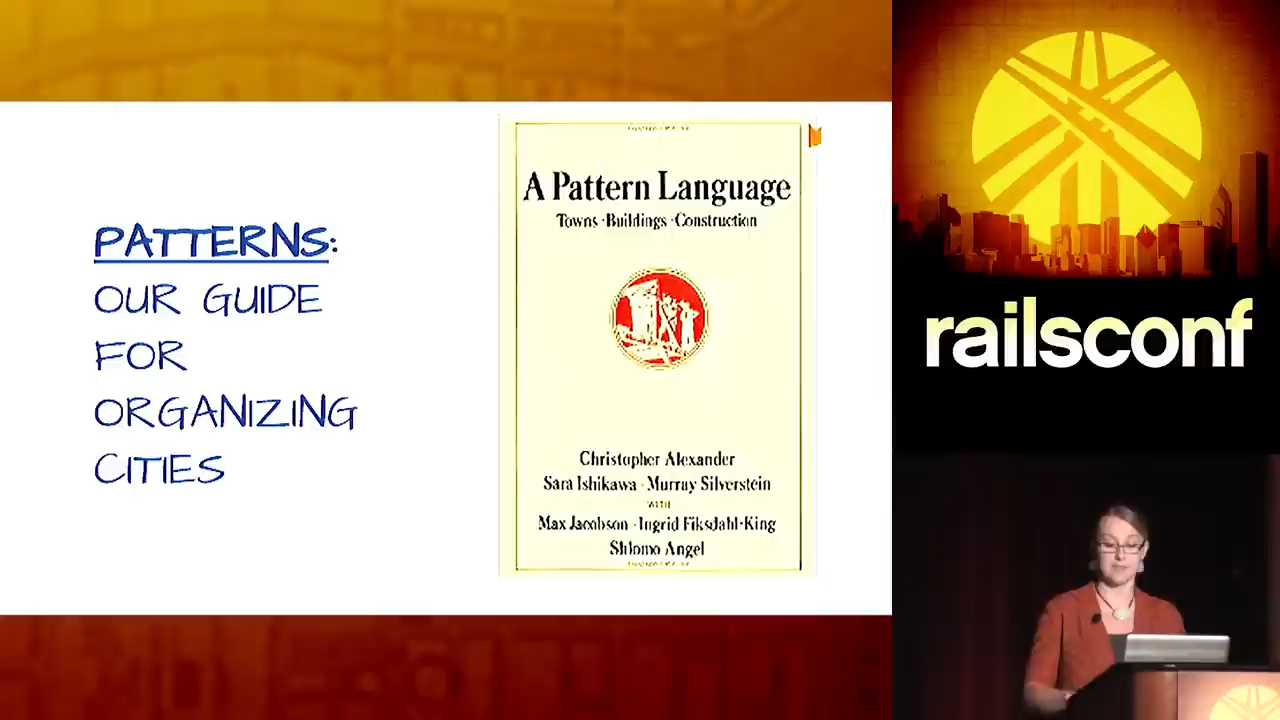 PATTERNS:
OUR GUIDE
FOR
ORGANIZING
CITIES
A Pattern Language
Towns · Buildings · Construction
Christopher Alexander
Sara Ishikawa · Murray Silverstein
WITH
Max Jacobson · Ingrid Fiksdahl-King
Shlomo Angel
railsconf